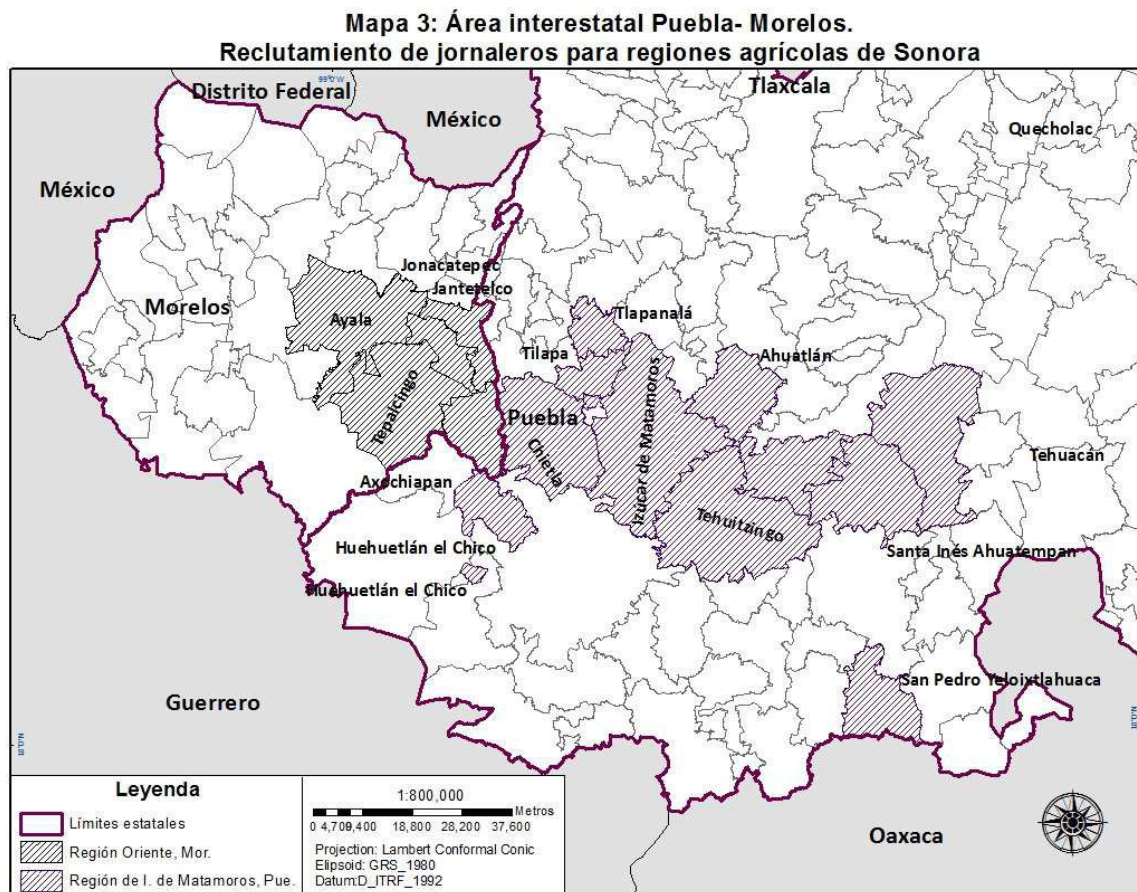 Mapa 3: Área interestatal Puebla- Morelos.
Reclutamiento de jornaleros para regiones agrícolas de Sonora
99°0'W
Distrito Federal
Tlaxcala
México
Quecholac
México
Jonacatepec
Jantetelco
Morelos
Ayala
Tlapanalá
Tilapa
Ahuatlán
Tepalcingo
Puebla
Chietla
Izúcar de Matamoros
Tehuacán
Axochiapan
Tehuitzingo
Huehuetlán el Chico
Santa Inés Ahuatempan
Huehuetlán el Chico
San Pedro Yeloixtlahuaca
Guerrero
Oaxaca
Leyenda
Límites estatales
Región Oriente, Mor.
Región de I. de Matamoros, Pue.
1:800,000
Metros
0 4,7009,400 18,800 28,200 37,600
Projection: Lambert Conformal Conic
Elipsoid: GRS_1980
Datum:D_ITRF_1992